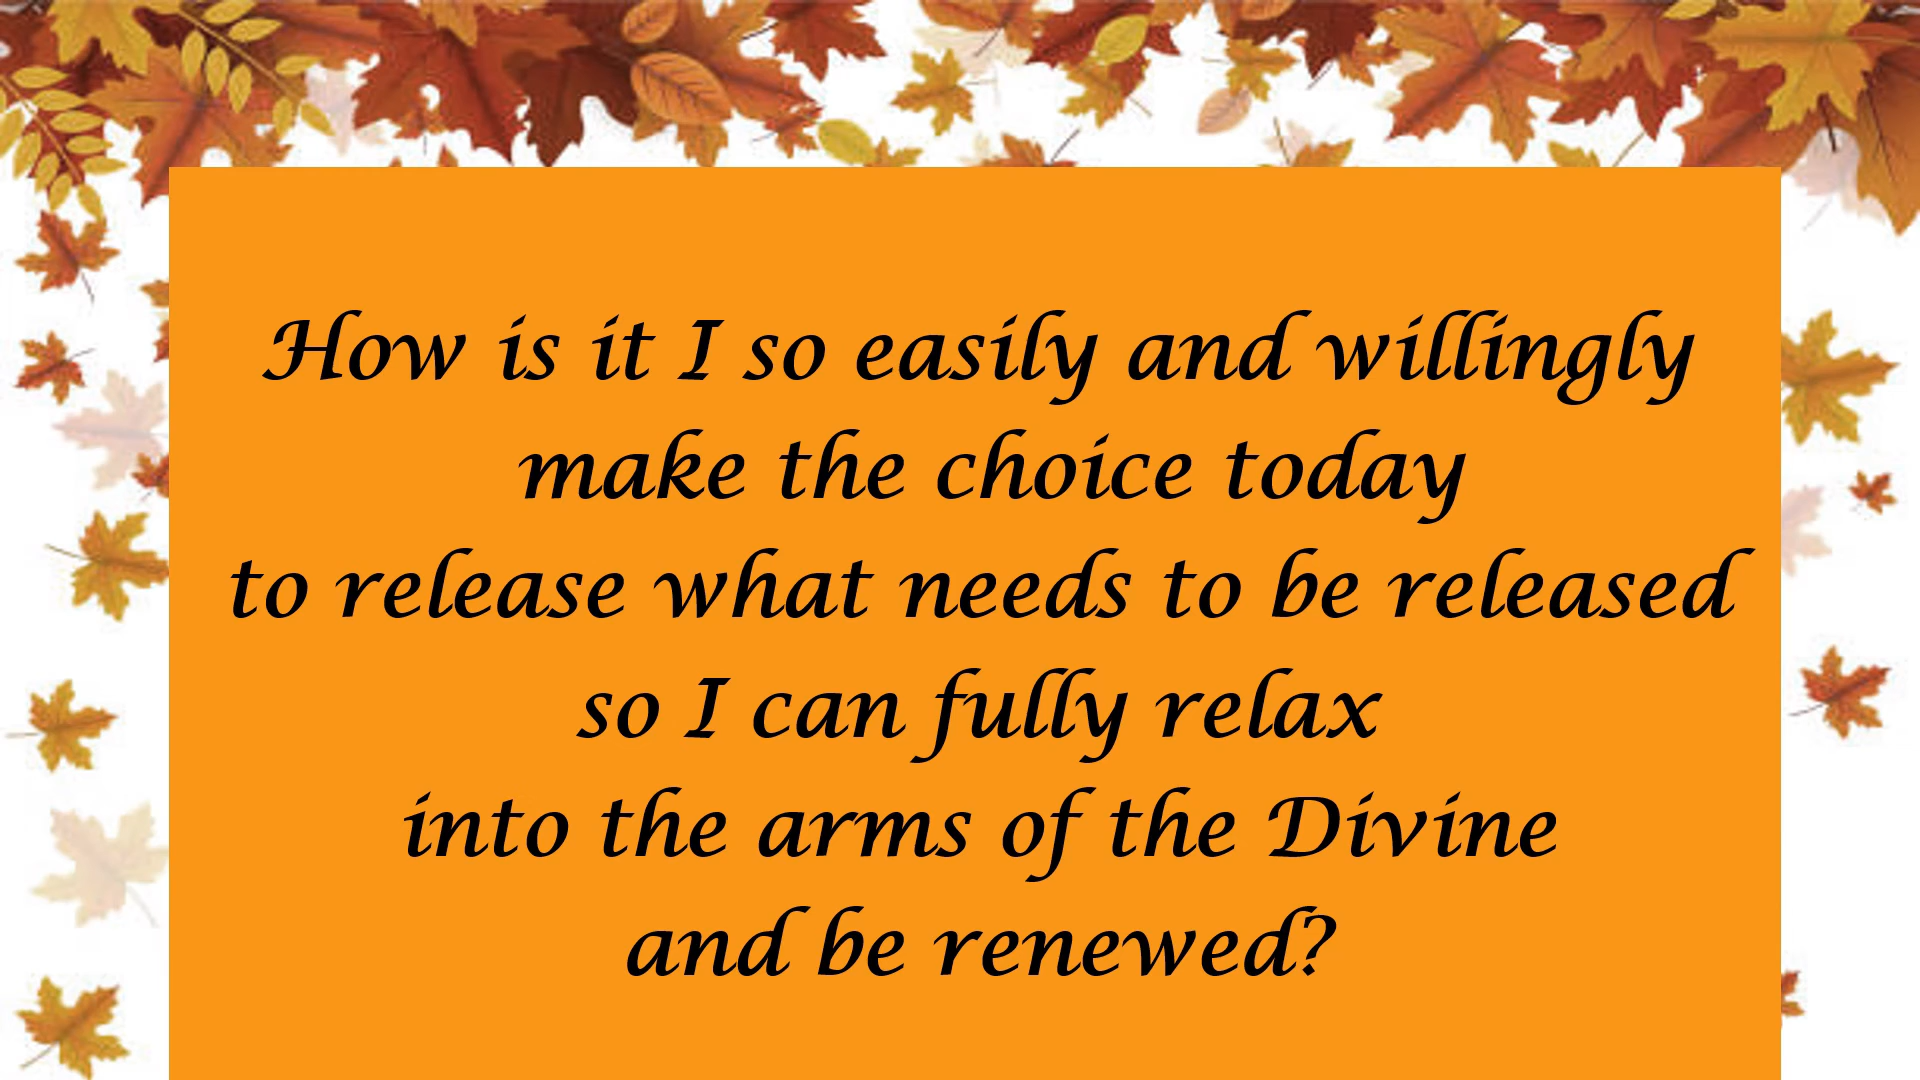 How is it I so easily and willingly
make the choice today
to release what needs to be released
so I can fully relax
into the arms of the Divine
and be renewed?